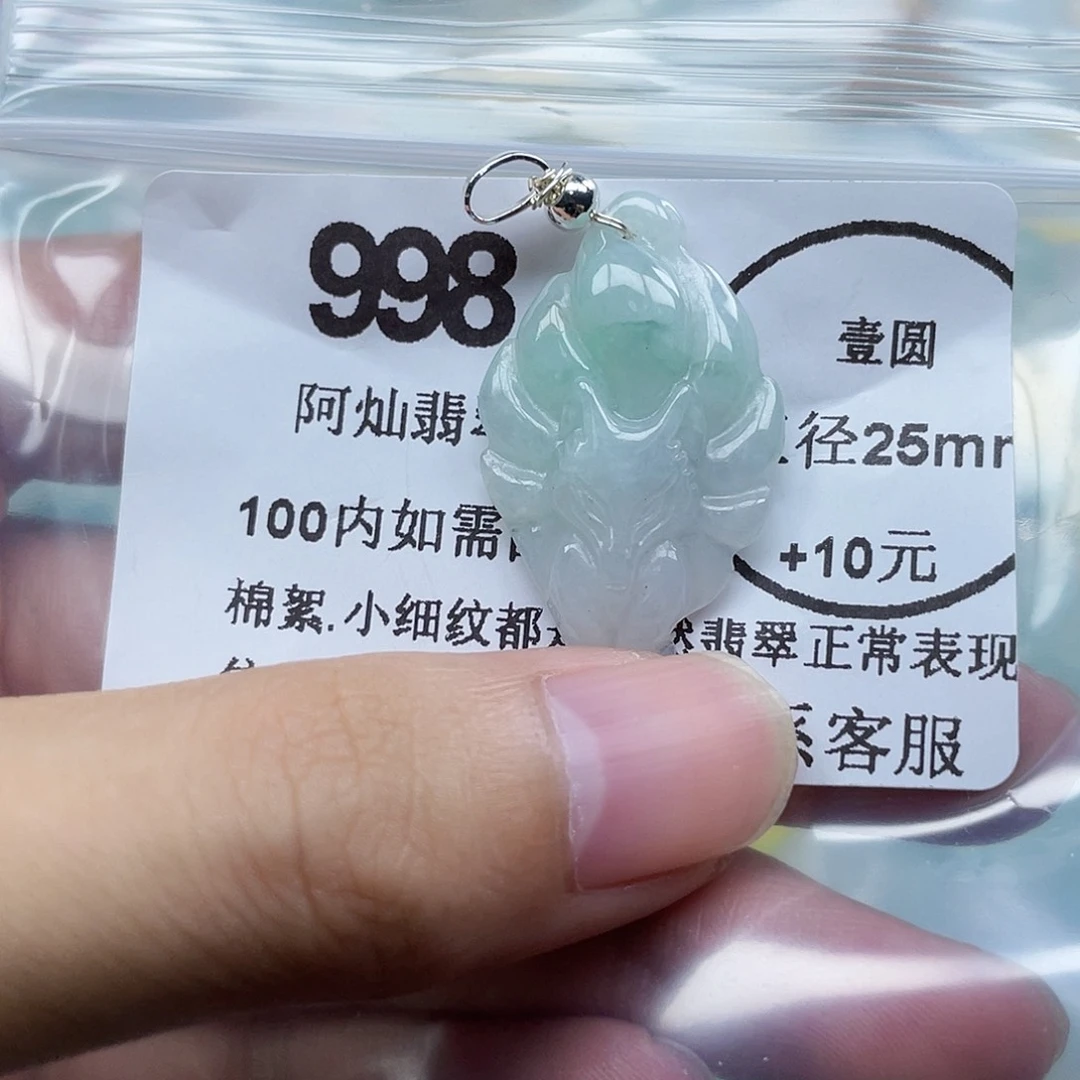 998
壹圆
阿灿翡
径25mm
100内如需
+10元
棉絮.小细纹都
翡翠正常表现
客服